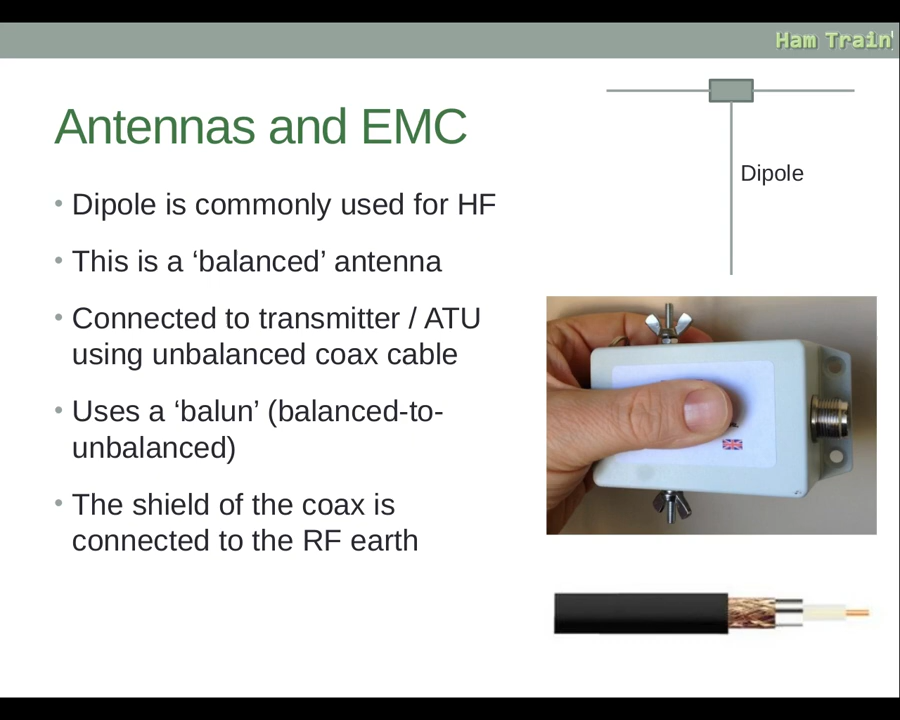 Ham Train
Antennas and EMC
Dipole
• Dipole is commonly used for HF
• This is a ‘balanced’ antenna
• Connected to transmitter / ATU
using unbalanced coax cable
• Uses a ‘balun’ (balanced-to-
unbalanced)
• The shield of the coax is
connected to the RF earth